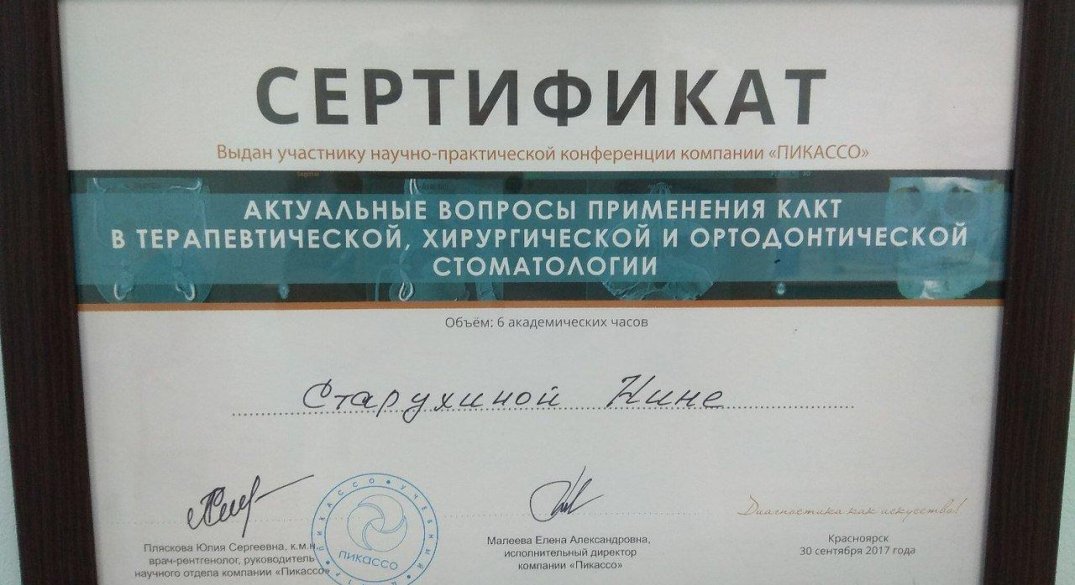 СЕРТИФИКАТ
Выдан участнику научно-практической конференции компании «ПИКАССО»
АКТУАЛЬНЫЕ ВОПРОСЫ ПРИМЕНЕНИЯ КЛКТ
В ТЕРАПЕВТИЧЕСКОЙ, ХИРУРГИЧЕСКОЙ И ОРТОДОНТИЧЕСКОЙ
СТОМАТОЛОГИИ
Объём: 6 академических часов
Старухиной Нине
Пляскова Юлия Сергеевна, к.м.н.
врач-рентгенолог, руководитель
научного отдела компании «Пикассо»
ПИКАССО • УЧЕБНЫЙ
ПИКАССО
Малеева Елена Александровна,
исполнительный директор
компании «Пикассо»
Диагностика как искусство!
Красноярск
30 сентября 2017 года